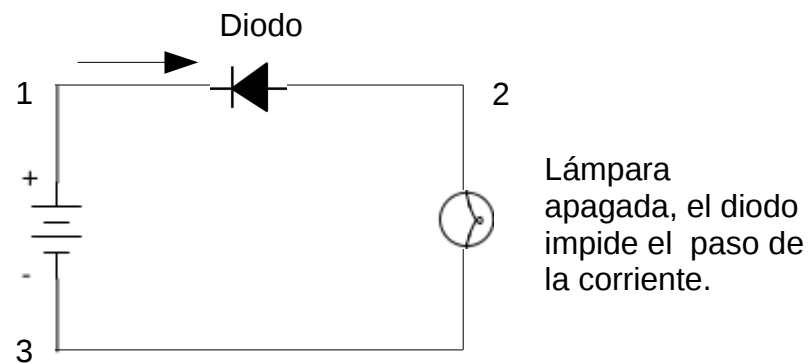 Diodo
1
2
+
Lámpara
apagada, el diodo
impide el paso de
la corriente.
-
3